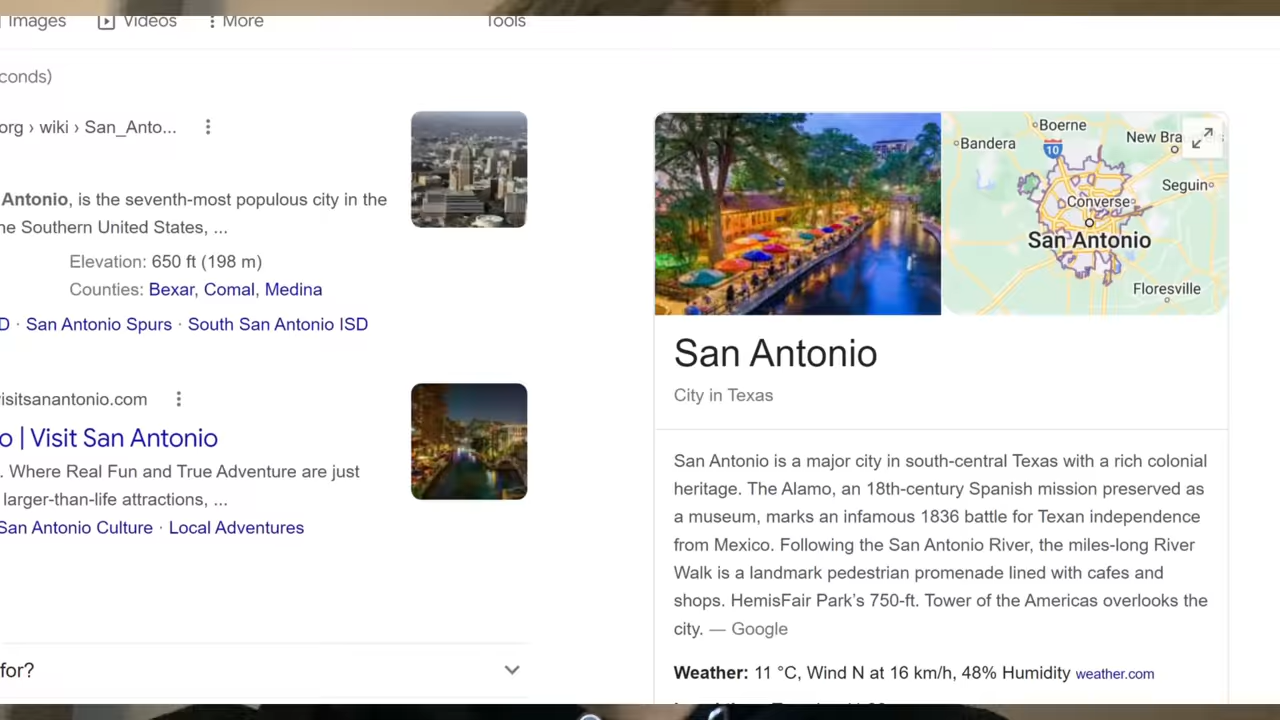 Images Videos More Tools
conds)
org › wiki › San_Anto...
Antonio, is the seventh-most populous city in the
he Southern United States, ...
Elevation: 650 ft (198 m)
Counties: Bexar, Comal, Medina
D · San Antonio Spurs · South San Antonio ISD
isitsanantonio.com
o | Visit San Antonio
. Where Real Fun and True Adventure are just
larger-than-life attractions, ...
San Antonio Culture · Local Adventures
for?
Boerne
Bandera
10
New Bra
Seguin
Converse
San Antonio
Floresville
San Antonio
City in Texas
San Antonio is a major city in south-central Texas with a rich colonial
heritage. The Alamo, an 18th-century Spanish mission preserved as
a museum, marks an infamous 1836 battle for Texan independence
from Mexico. Following the San Antonio River, the miles-long River
Walk is a landmark pedestrian promenade lined with cafes and
shops. HemisFair Park's 750-ft. Tower of the Americas overlooks the
city. — Google
Weather: 11 °C, Wind N at 16 km/h, 48% Humidity weather.com